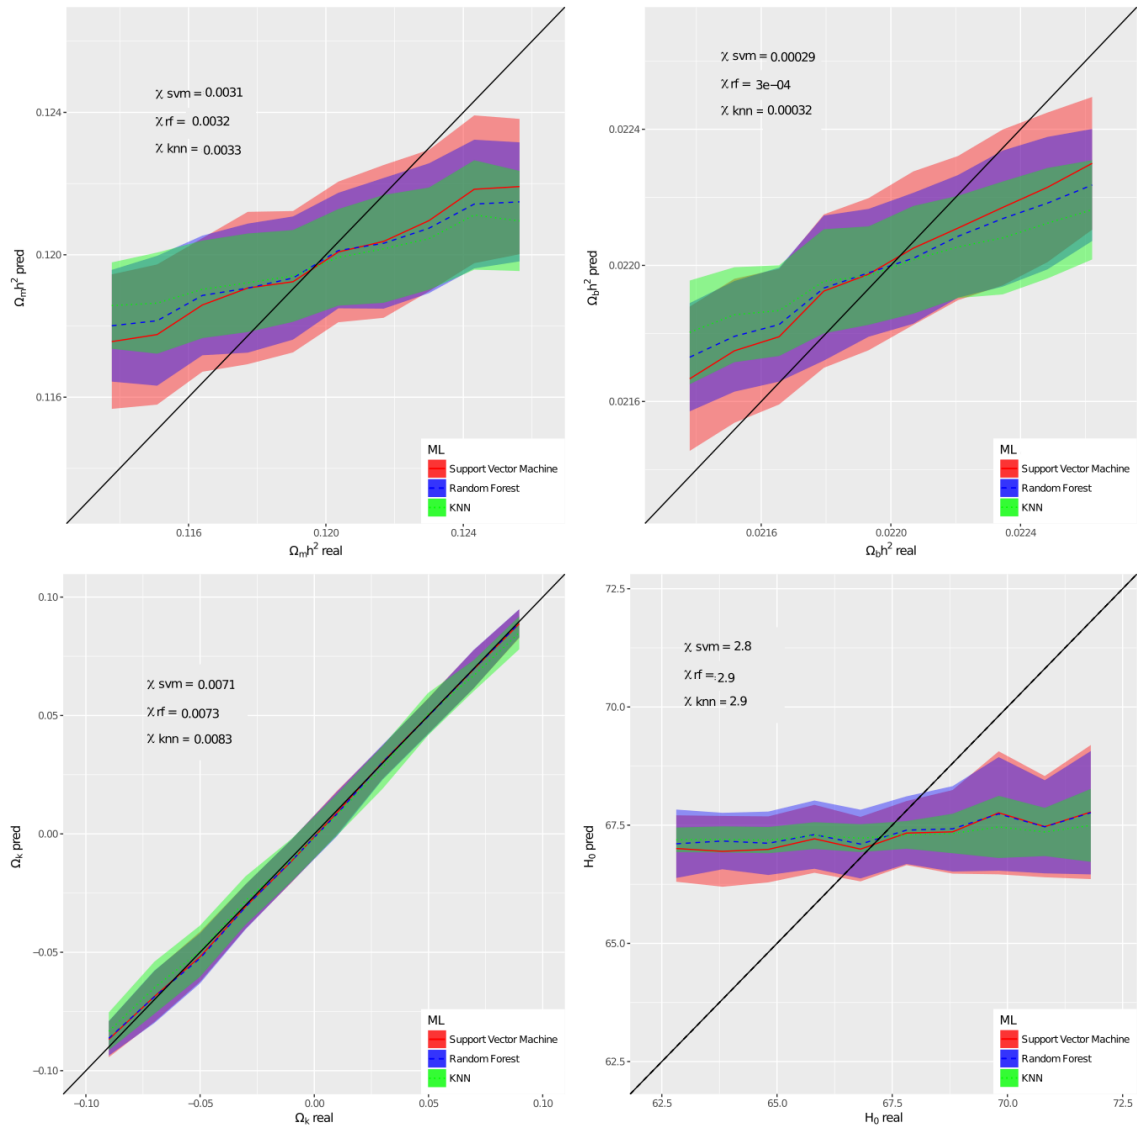 χ svm = 0.0031
χ rf = 0.0032
χ knn = 0.0033
0.124
0.120
0.116
Ωₘh² pred
ML
Support Vector Machine
Random Forest
KNN
0.116 0.120 0.124
Ωₘh² real
χ svm = 0.00029
χ rf = 3e−04
χ knn = 0.00032
0.0224
0.0220
0.0216
Ω_bh² pred
ML
Support Vector Machine
Random Forest
KNN
0.0216 0.0220 0.0224
Ω_bh² real
0.10
0.05
0.00
−0.05
−0.10
Ωₖ pred
χ svm = 0.0071
χ rf = 0.0073
χ knn = 0.0083
ML
Support Vector Machine
Random Forest
KNN
−0.10 −0.05 0.00 0.05 0.10
Ωₖ real
72.5
70.0
67.5
65.0
62.5
H₀ pred
χ svm = 2.8
χ rf = 2.9
χ knn = 2.9
ML
Support Vector Machine
Random Forest
KNN
62.5 65.0 67.5 70.0 72.5
H₀ real